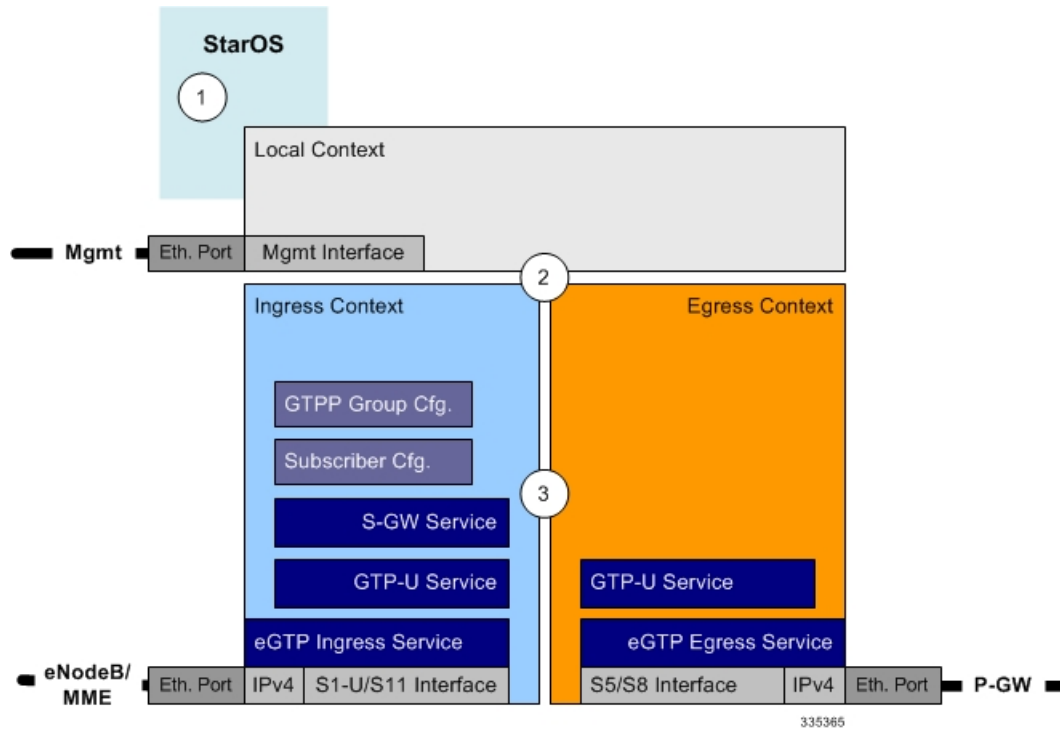 StarOS
1
Local Context
Mgmt
Eth. Port
Mgmt Interface
2
Ingress Context
Egress Context
GTPP Group Cfg.
Subscriber Cfg.
3
S-GW Service
GTP-U Service
GTP-U Service
eGTP Ingress Service
eGTP Egress Service
eNodeB/
MME
Eth. Port
IPv4
S1-U/S11 Interface
S5/S8 Interface
IPv4
Eth. Port
P-GW
335365